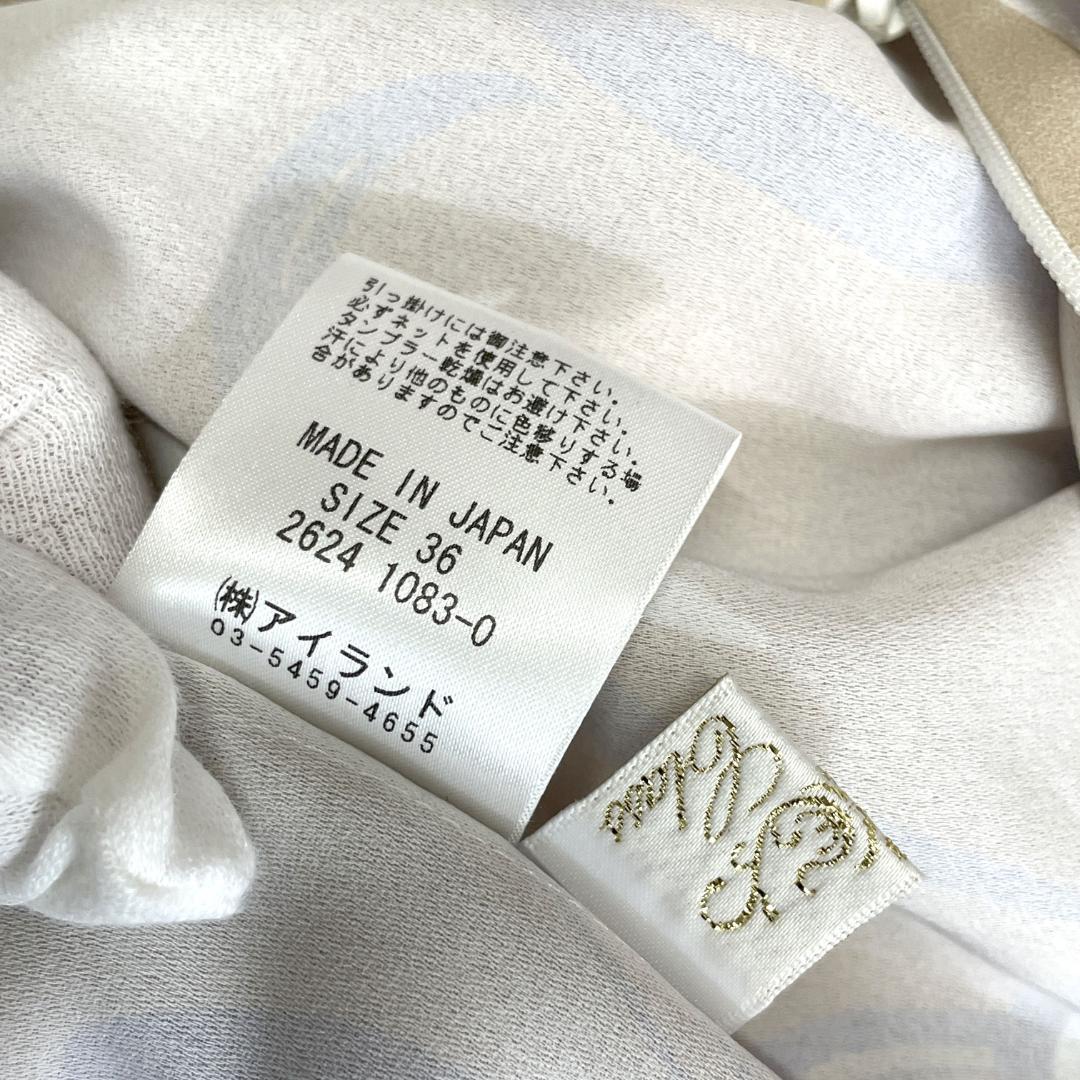 引っ掛けには御注意下さい。
必ずネットを使用して下さい。
タンブラー乾燥はお避け下さい。
汗により他のものに色移りする場
合がありますのでご注意下さい。
MADE IN JAPAN
SIZE 36
2624 1083-0
(株)アイランド
03-5459-4655